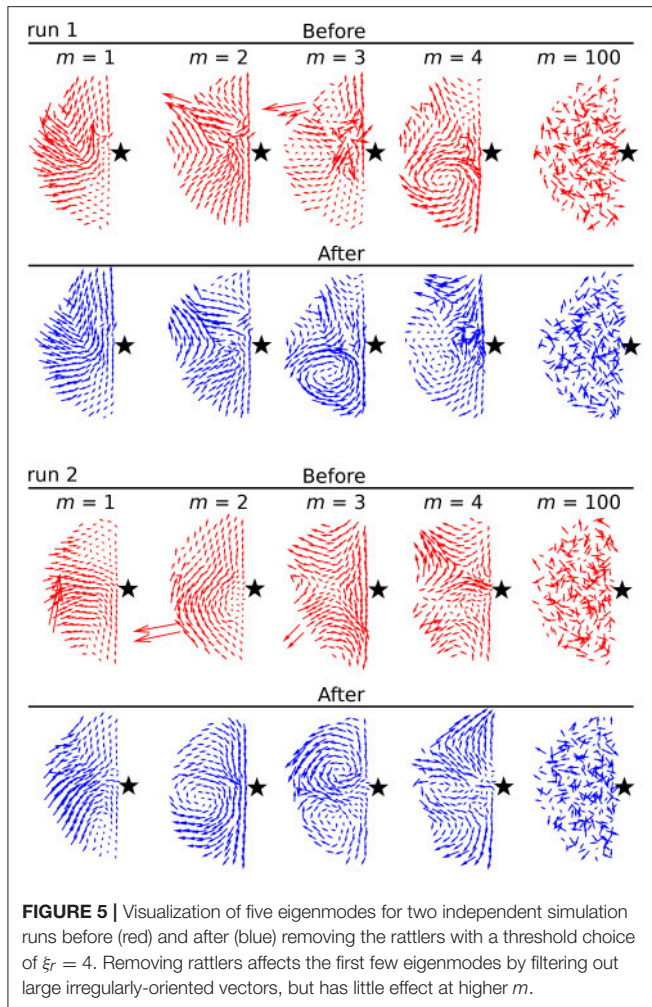 run 1 Before
m = 1 m = 2 m = 3 m = 4 m = 100
After
run 2 Before
m = 1 m = 2 m = 3 m = 4 m = 100
After
FIGURE 5 | Visualization of five eigenmodes for two independent simulation
runs before (red) and after (blue) removing the rattlers with a threshold choice
of ξr = 4. Removing rattlers affects the first few eigenmodes by filtering out
large irregularly-oriented vectors, but has little effect at higher m.